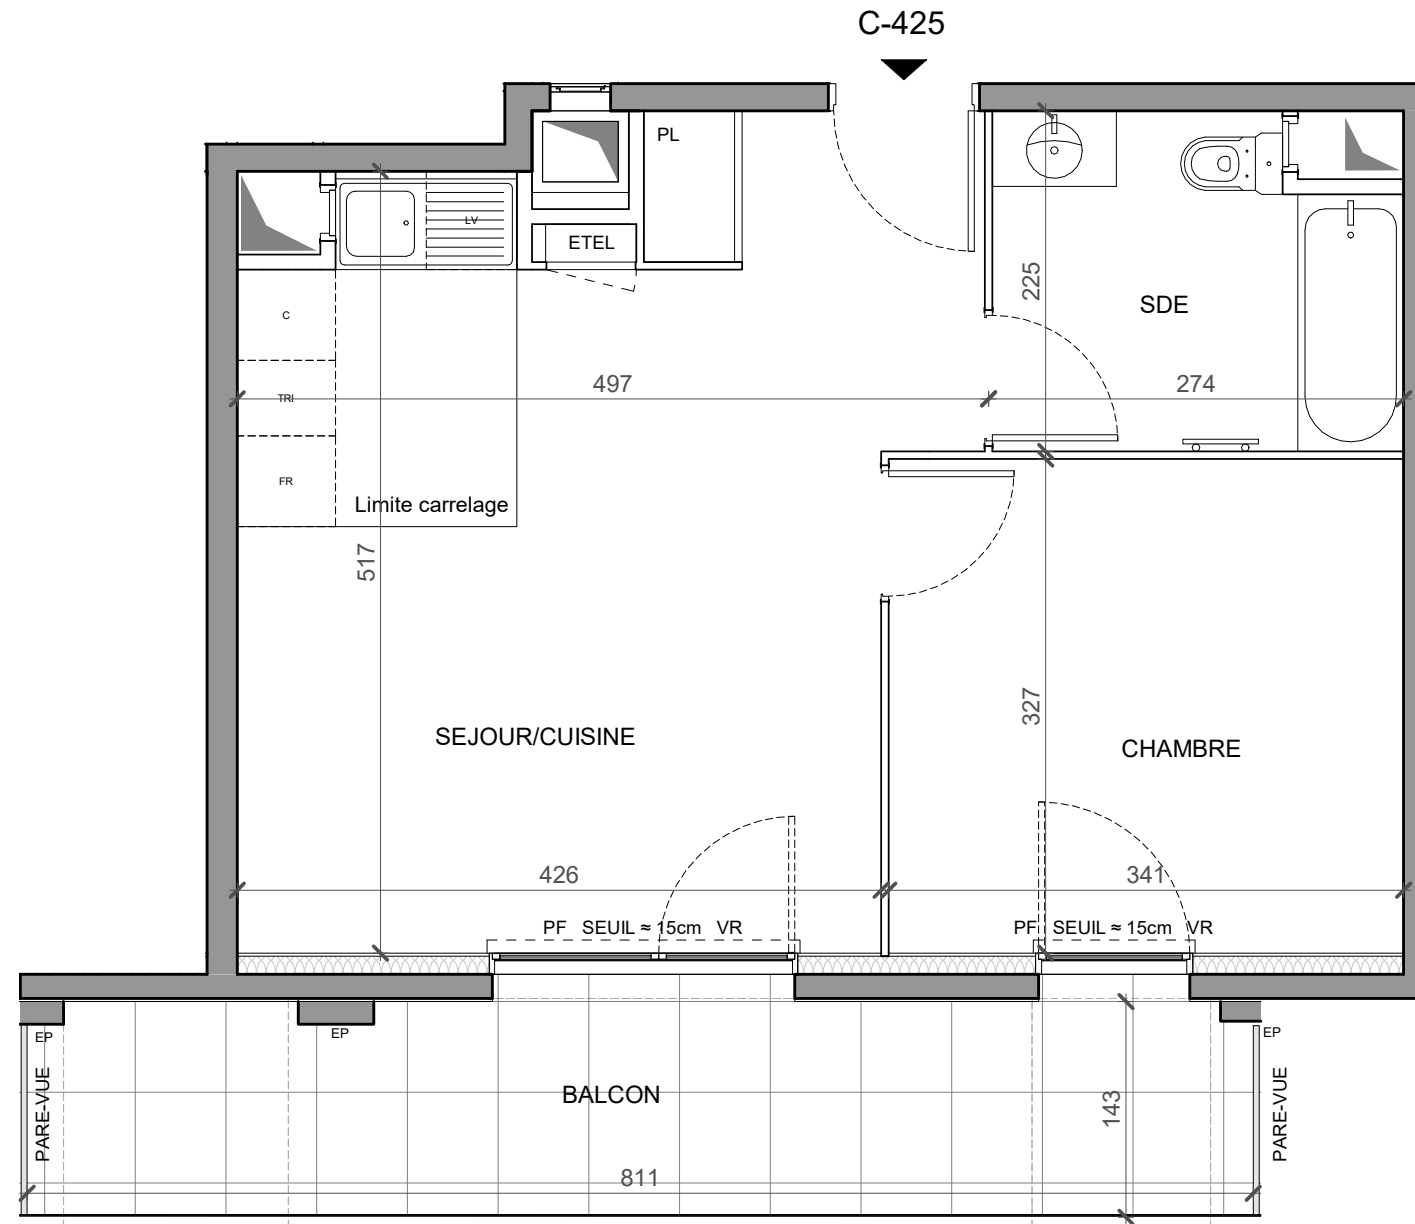 C-425
PL
LV
ETEL
225
SDE
C
497
274
TRI
FR
Limite carrelage
517
327
SEJOUR/CUISINE
CHAMBRE
426
341
PF SEUIL ≈ 15cm VR
PF SEUIL ≈ 15cm VR
EP
EP
EP
PARE-VUE
BALCON
143
PARE-VUE
811